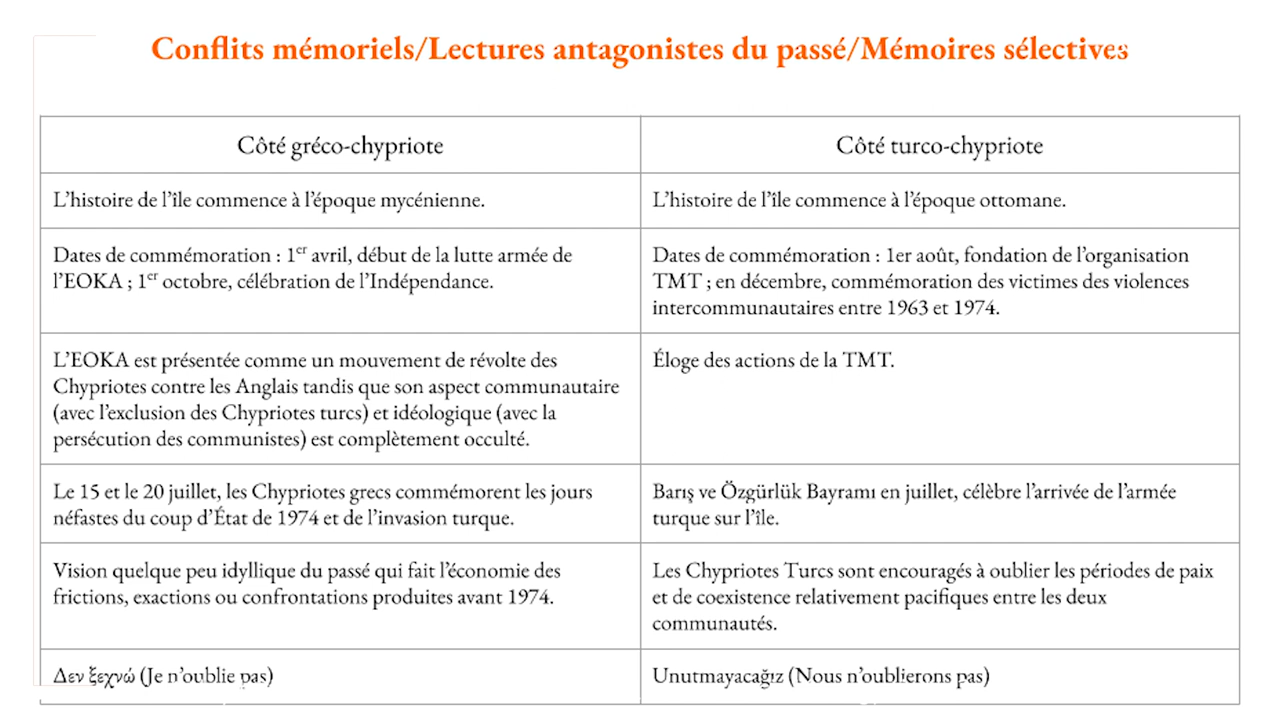 Conflits mémoriels/Lectures antagonistes du passé/Mémoires sélectives
Côté gréco-chypriote
Côté turco-chypriote
L'histoire de l'île commence à l'époque mycénienne.
L'histoire de l'île commence à l'époque ottomane.
Dates de commémoration : 1er avril, début de la lutte armée de
l'EOKA ; 1er octobre, célébration de l'Indépendance.
Dates de commémoration : 1er août, fondation de l'organisation
TMT ; en décembre, commémoration des victimes des violences
intercommunautaires entre 1963 et 1974.
L'EOKA est présentée comme un mouvement de révolte des
Chypriotes contre les Anglais tandis que son aspect communautaire
(avec l'exclusion des Chypriotes turcs) et idéologique (avec la
persécution des communistes) est complètement occulté.
Éloge des actions de la TMT.
Le 15 et le 20 juillet, les Chypriotes grecs commémorent les jours
néfastes du coup d'État de 1974 et de l'invasion turque.
Barış ve Özgürlük Bayramı en juillet, célèbre l'arrivée de l'armée
turque sur l'île.
Vision quelque peu idyllique du passé qui fait l'économie des
frictions, exactions ou confrontations produites avant 1974.
Les Chypriotes Turcs sont encouragés à oublier les périodes de paix
et de coexistence relativement pacifiques entre les deux
communautés.
Δεν ξεχνώ (Je n'oublie pas)
Unutmayacağız (Nous n'oublierons pas)